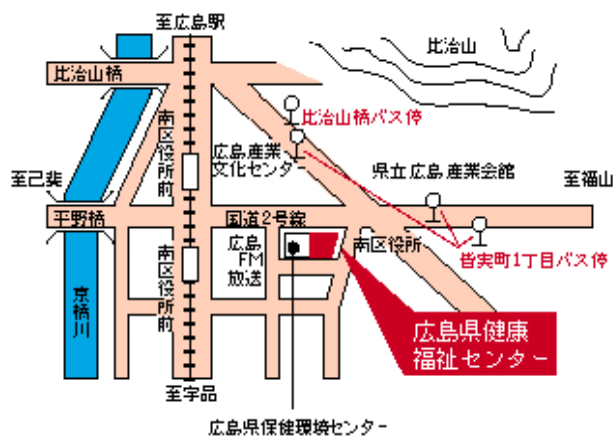 至広島駅
比治山
比治山橋
比治山橋バス停
南区役所前
広島産業
文化センター
県立広島産業会館
至己斐
至福山
平野橋
国道2号線
南区役所
皆実町1丁目バス停
広島
FM
放送
南区役所前
京橋川
広島県健康
福祉センター
至宇品
広島県保健環境センター